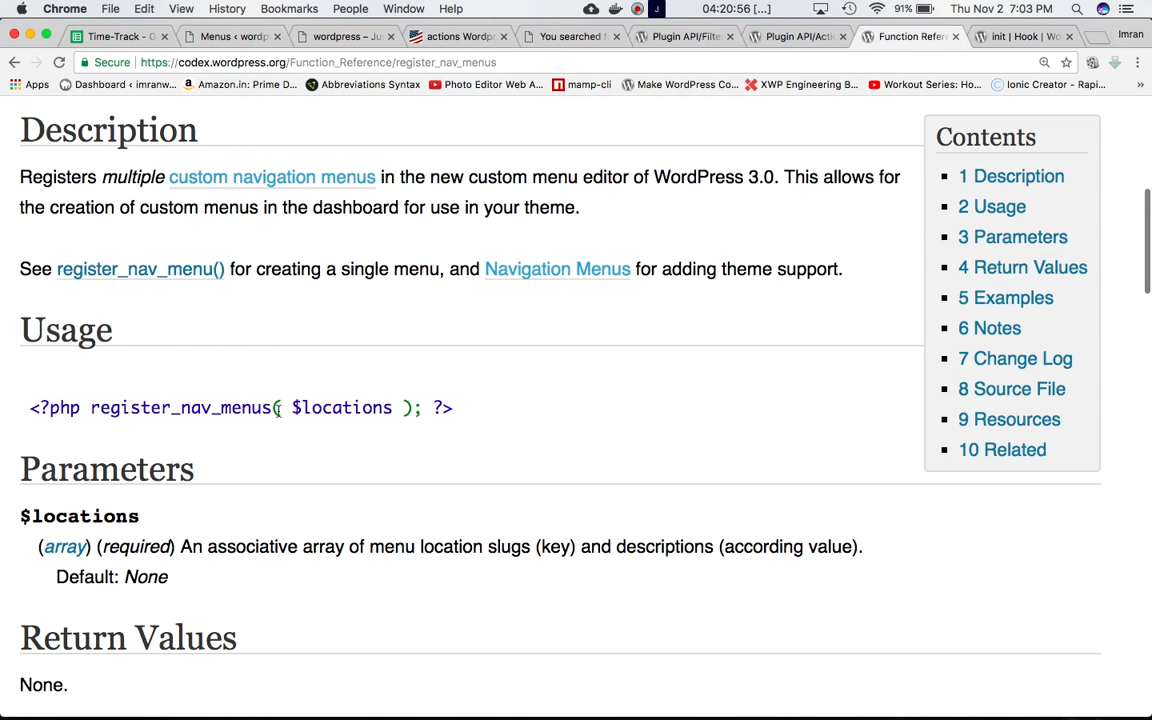 Chrome File Edit View History Bookmarks People Window Help 04:20:56 [...] 91% Thu Nov 2 7:03 PM
Time-Track - G Menus ‹ wordp wordpress – Ju actions Wordp You searched f Plugin API/Filte Plugin API/Acti Function Refer init | Hook | Wo Imran
Secure https://codex.wordpress.org/Function_Reference/register_nav_menus
Apps Dashboard ‹ imranw... Amazon.in: Prime D... Abbreviations Syntax Photo Editor Web A... mamp-cli Make WordPress Co... XWP Engineering B... Workout Series: Ho... Ionic Creator - Rapi... »
Description
Registers multiple custom navigation menus in the new custom menu editor of WordPress 3.0. This allows for
the creation of custom menus in the dashboard for use in your theme.
See register_nav_menu() for creating a single menu, and Navigation Menus for adding theme support.
Usage
<?php register_nav_menus( $locations ); ?>
Parameters
$locations
(array) (required) An associative array of menu location slugs (key) and descriptions (according value).
Default: None
Return Values
None.
Contents
1 Description
2 Usage
3 Parameters
4 Return Values
5 Examples
6 Notes
7 Change Log
8 Source File
9 Resources
10 Related